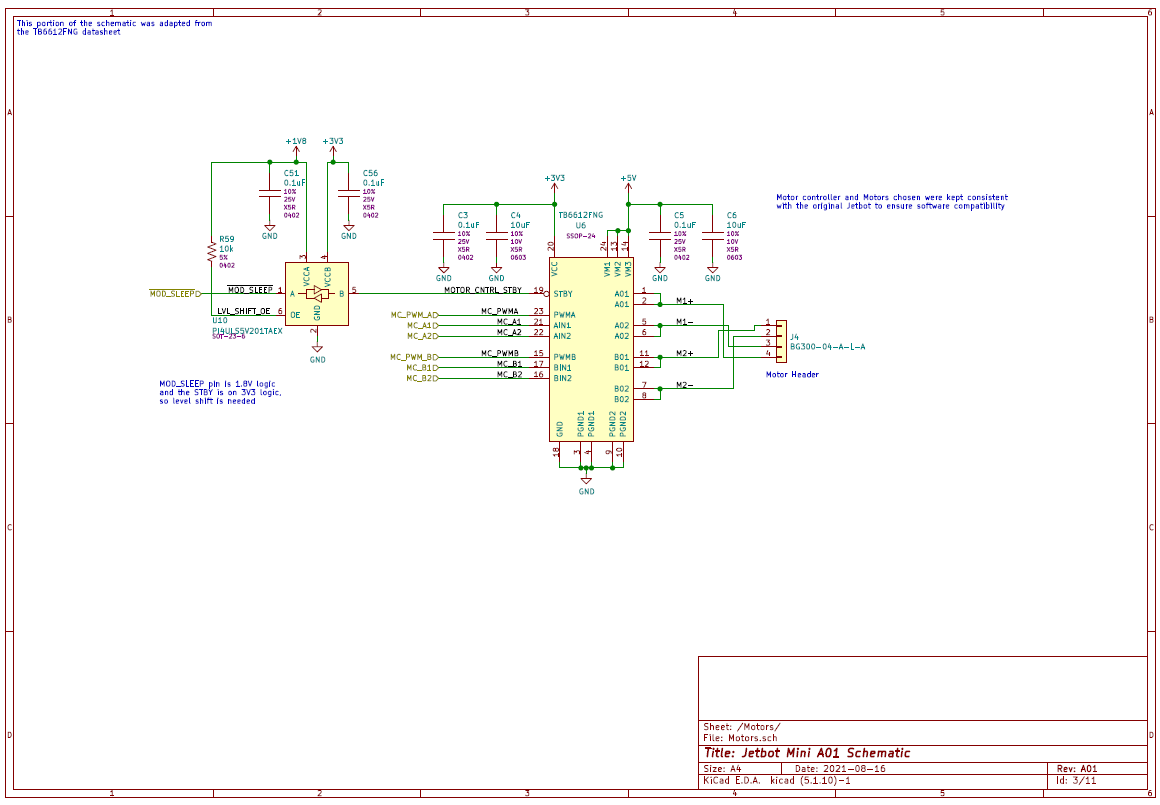 1 2 4 5 6
This portion of the schematic was adapted from
the TB6612FNG datasheet
A A
+1V8 +3V3
C51
0.1uF
10%
25V
X5R
0402
C56
0.1uF
10%
25V
X5R
0402
GND GND
R59
10k
5%
0402
3 VCCA
4 VCCB
MOD_SLEEP
MOD_SLEEP 1 A B 5
LVL_SHIFT_OE 6 OE
GND 2
U10
PI4ULS5V201TAEX
SOT-23-6
GND
MOD_SLEEP pin is 1.8V logic
and the STBY is on 3V3 logic,
so level shift is needed
+3V3 +5V
C3
0.1uF
10%
25V
X5R
0402
C4
10uF
10%
10V
X5R
0603
GND GND
TB6612FNG
U6
SSOP-24
C5
0.1uF
10%
25V
X5R
0402
C6
10uF
10%
10V
X5R
0603
GND GND
Motor controller and Motors chosen were kept consistent
with the original Jetbot to ensure software compatibility
20 VCC
24 VM1
13 VM2
14 VM3
MOTOR_CNTRL_STBY 19 STBY
MC_PWM_A MC_PWMA 23 PWMA
MC_A1 MC_A1 21 AIN1
MC_A2 MC_A2 22 AIN2
MC_PWM_B MC_PWMB 15 PWMB
MC_B1 MC_B1 17 BIN1
MC_B2 MC_B2 16 BIN2
AO1 1
AO1 2 M1+
AO2 5 M1-
AO2 6
BO1 11 M2+
BO1 12
BO2 7 M2-
BO2 8
GND 18
PGND1 3
PGND1 4
PGND2 9
PGND2 10
GND
1
2
3
4
J4
BG300-04-A-L-A
Motor Header
B B
C C
D D
Sheet: /Motors/
File: Motors.sch
Title: Jetbot Mini A01 Schematic
Size: A4 Date: 2021-08-16 Rev: A01
KiCad E.D.A. kicad (5.1.10)-1 Id: 3/11
1 2 4 5 6